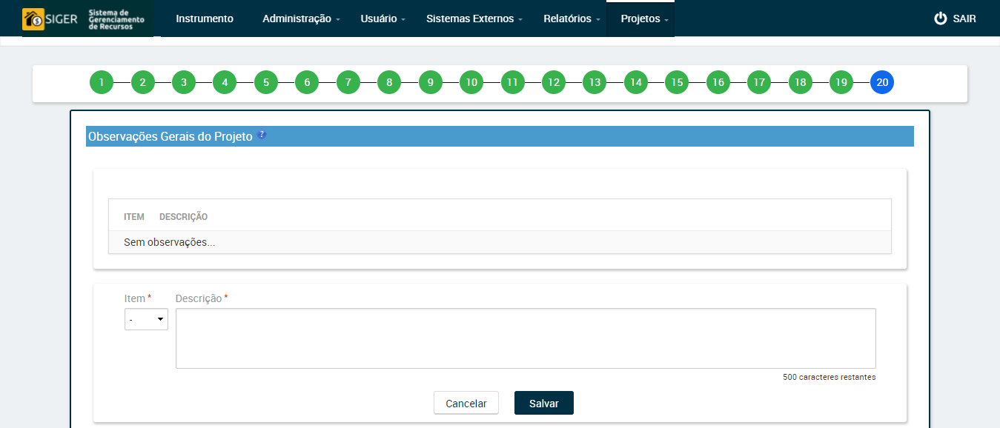 SIGER
Sistema de
Gerenciamento
de Recursos
Instrumento Administração Usuário Sistemas Externos Relatórios Projetos SAIR
1 2 3 4 5 6 7 8 9 10 11 12 13 14 15 16 17 18 19 20
Observações Gerais do Projeto ?
ITEM DESCRIÇÃO
Sem observações...
Item * Descrição *
-
500 caracteres restantes
Cancelar Salvar